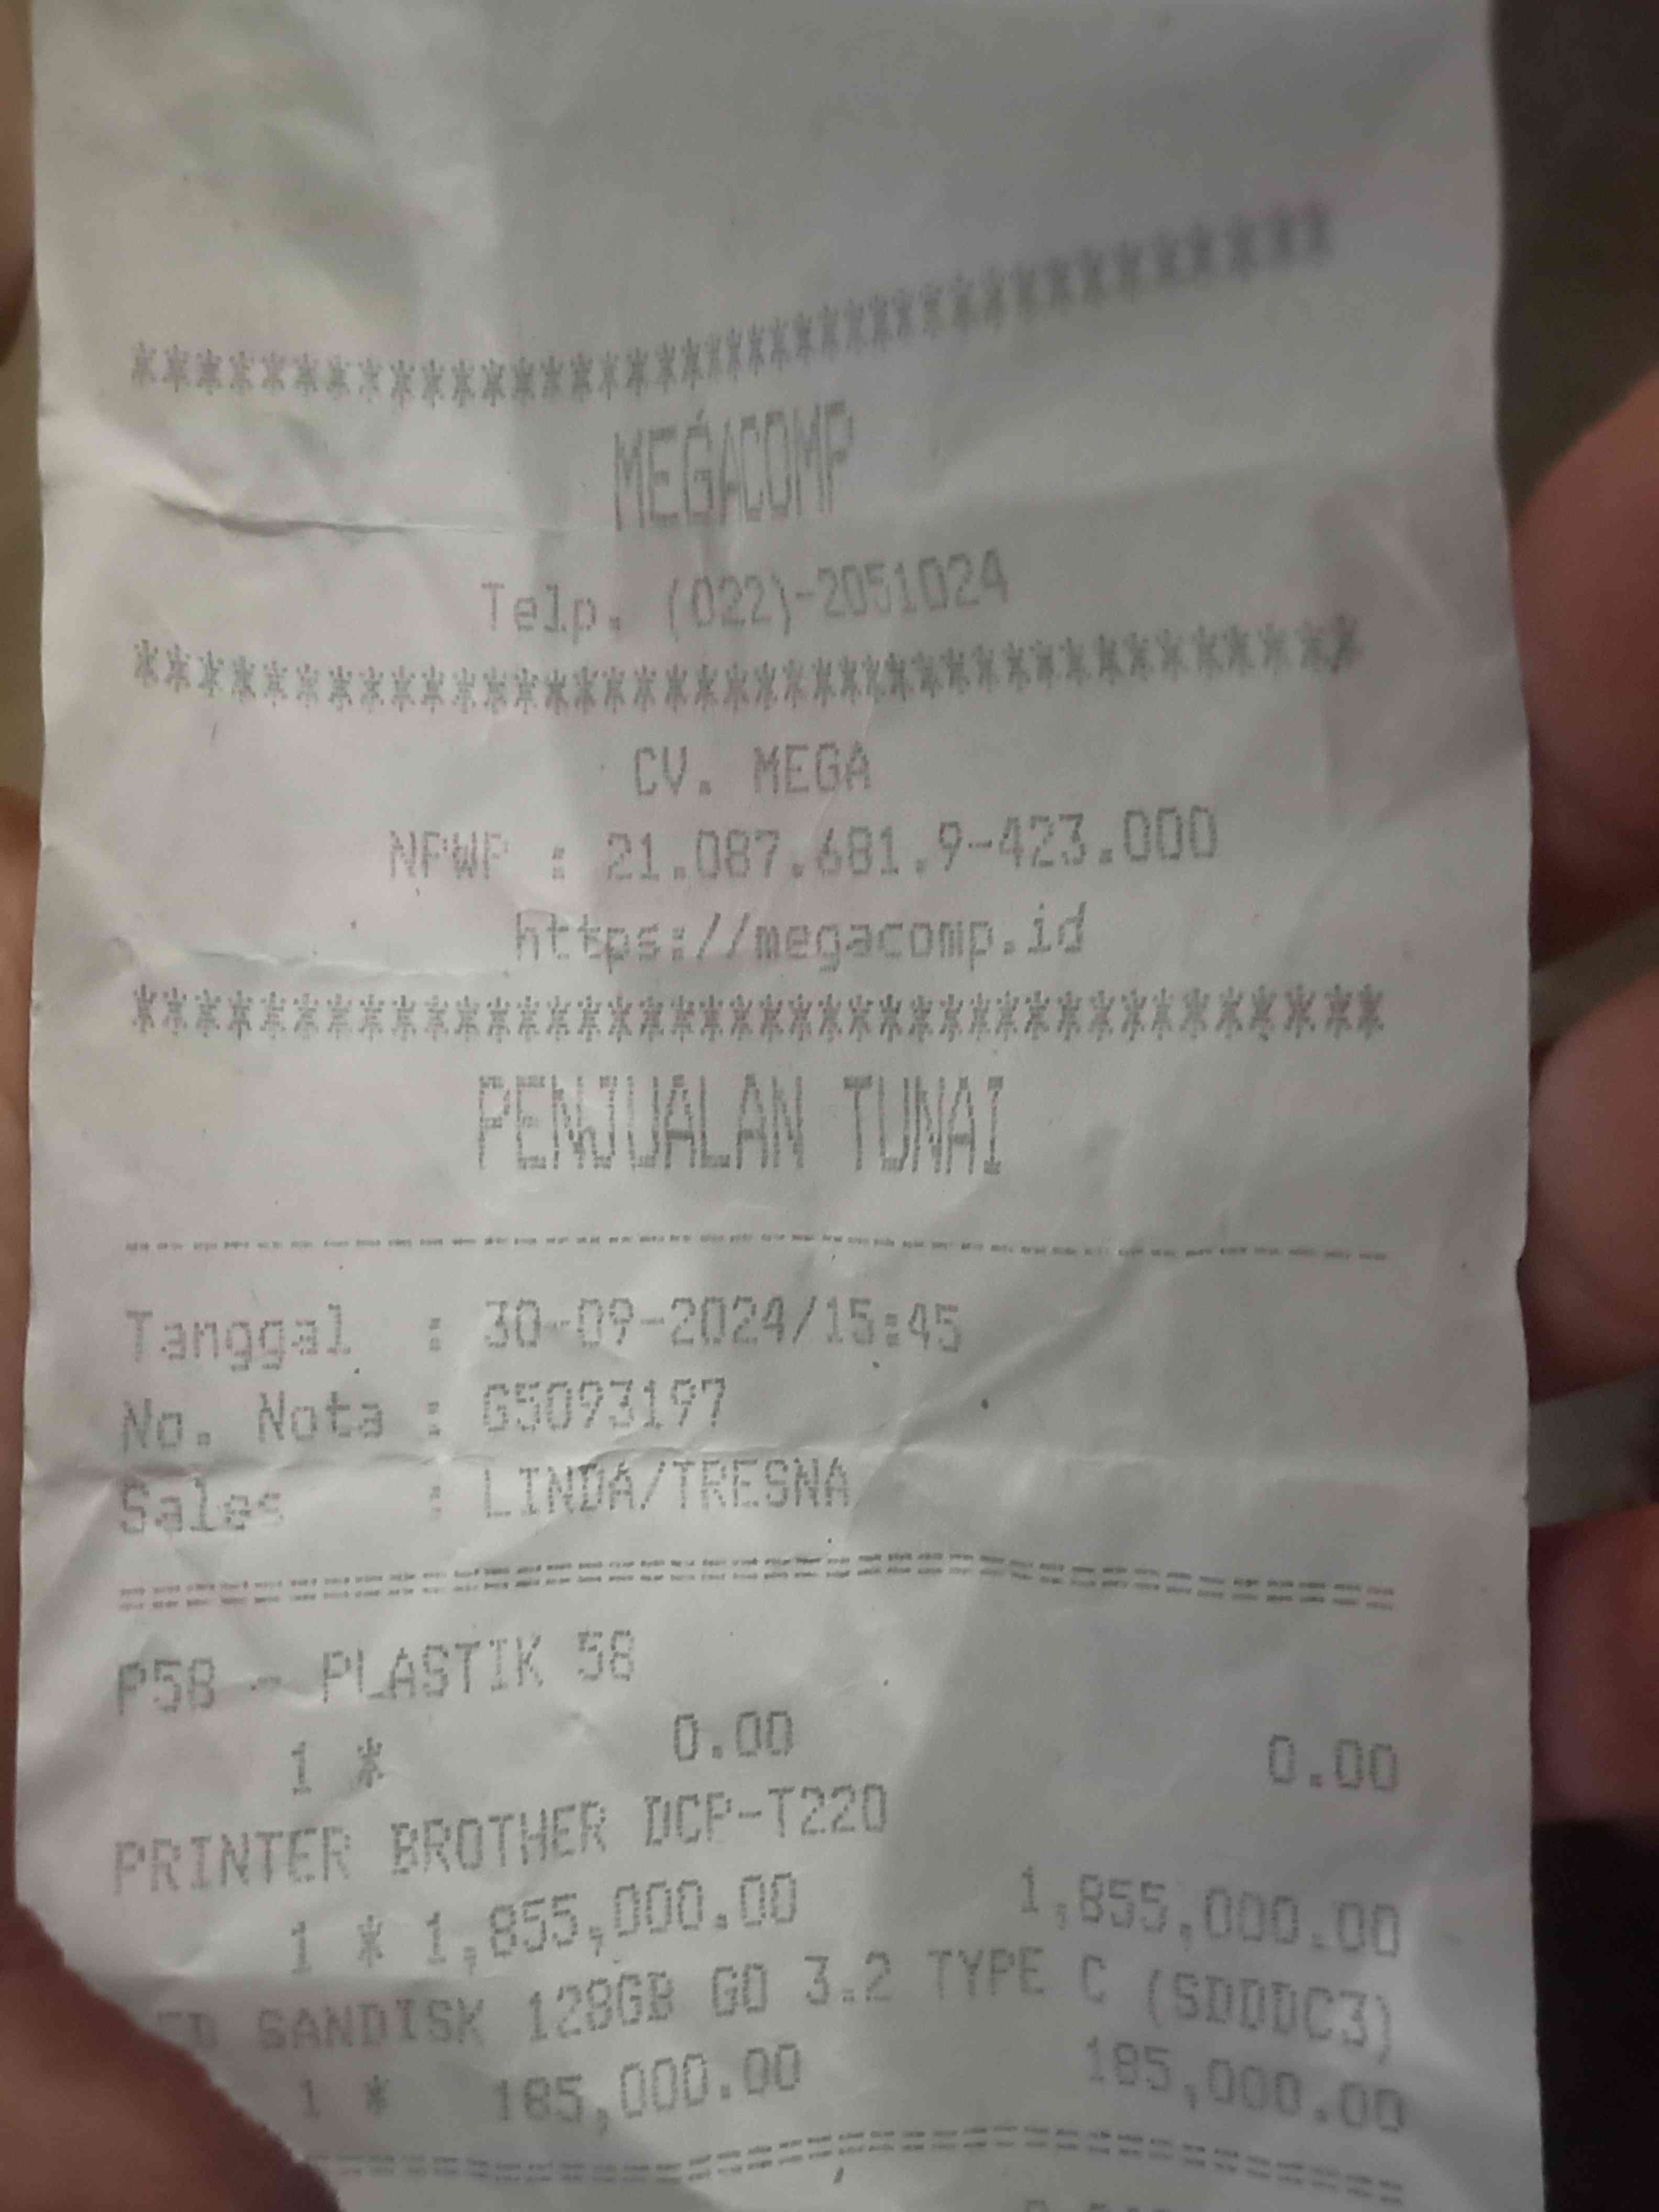 ****************************************
MEGACOMP
Telp. (022)-2051024
****************************************
CV. MEGA
NPWP : 21.087.681.9-423.000
https://megacomp.id
****************************************
PENJUALAN TUNAI
----------------------------------------
Tanggal : 30-09-2024/15:45
No. Nota : G5093197
Sales : LINDA/TRESNA
========================================
P58 - PLASTIK 58
1 * 0.00 0.00
PRINTER BROTHER DCP-T220
1 * 1,855,000.00 1,855,000.00
SANDISK 128GB GO 3.2 TYPE C (SDDDC3)
1 * 185,000.00 185,000.00
========================================